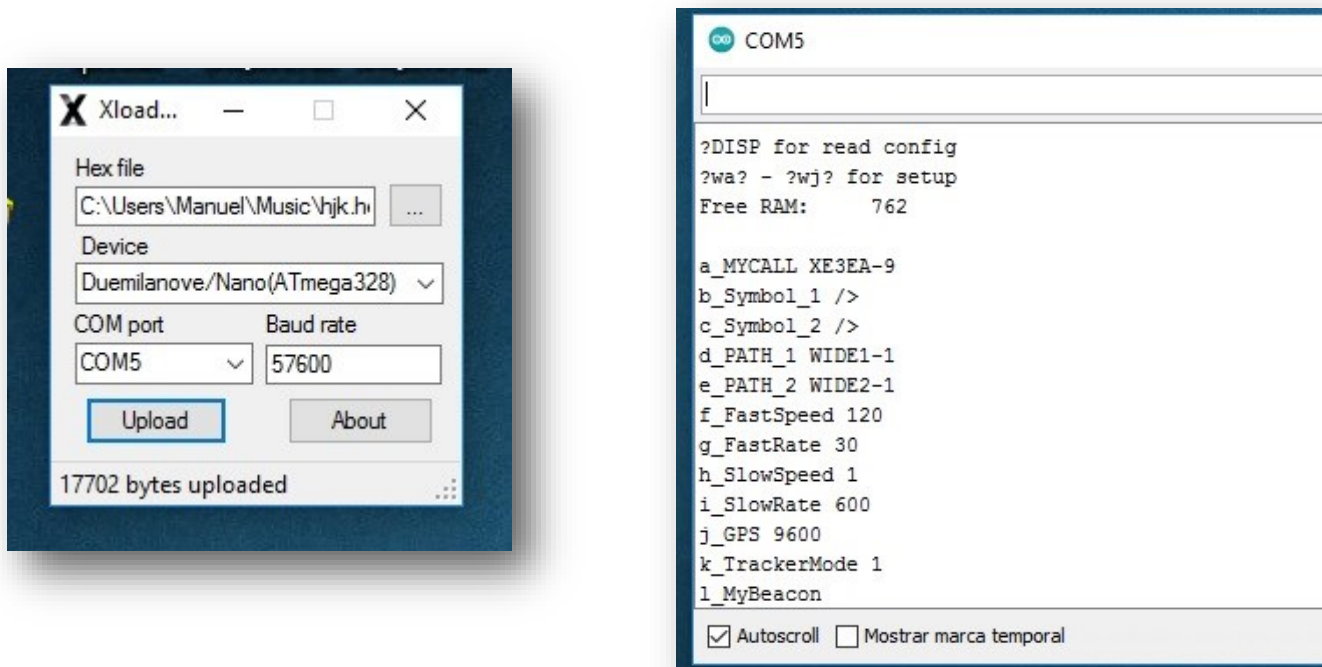 Xload...
Hex file
C:\Users\Manuel\Music\hjk.h
...
Device
Duemilanove/Nano(ATmega328)
COM port Baud rate
COM5 57600
Upload About
17702 bytes uploaded
COM5
?DISP for read config
?wa? - ?wj? for setup
Free RAM: 762
a_MYCALL XE3EA-9
b_Symbol_1 />
c_Symbol_2 />
d_PATH_1 WIDE1-1
e_PATH_2 WIDE2-1
f_FastSpeed 120
g_FastRate 30
h_SlowSpeed 1
i_SlowRate 600
j_GPS 9600
k_TrackerMode 1
l_MyBeacon
Autoscroll Mostrar marca temporal